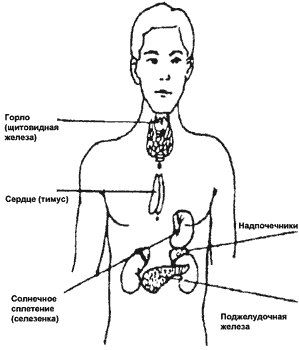 Горло
(щитовидная
железа)
Сердце (тимус)
Надпочечники
Солнечное
сплетение
(селезенка)
Поджелудочная
железа